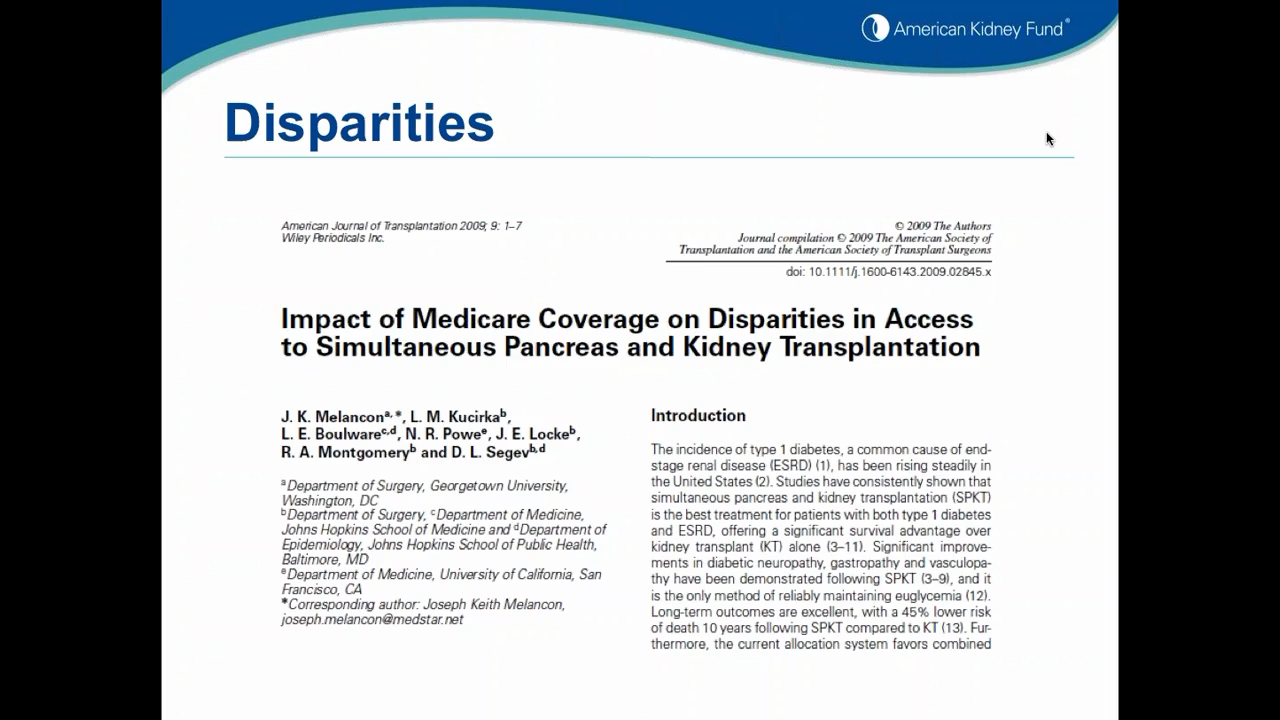 American Kidney Fund®
Disparities
American Journal of Transplantation 2009; 9: 1–7
Wiley Periodicals Inc.
© 2009 The Authors
Journal compilation © 2009 The American Society of
Transplantation and the American Society of Transplant Surgeons
doi: 10.1111/j.1600-6143.2009.02845.x
Impact of Medicare Coverage on Disparities in Access
to Simultaneous Pancreas and Kidney Transplantation
J. K. Melancona,*, L. M. Kucirkab,
L. E. Boulwarec,d, N. R. Powee, J. E. Lockeb,
R. A. Montgomeryb and D. L. Segevb,d
aDepartment of Surgery, Georgetown University,
Washington, DC
bDepartment of Surgery, cDepartment of Medicine,
Johns Hopkins School of Medicine and dDepartment of
Epidemiology, Johns Hopkins School of Public Health,
Baltimore, MD
eDepartment of Medicine, University of California, San
Francisco, CA
*Corresponding author: Joseph Keith Melancon,
joseph.melancon@medstar.net
Introduction
The incidence of type 1 diabetes, a common cause of end-
stage renal disease (ESRD) (1), has been rising steadily in
the United States (2). Studies have consistently shown that
simultaneous pancreas and kidney transplantation (SPKT)
is the best treatment for patients with both type 1 diabetes
and ESRD, offering a significant survival advantage over
kidney transplant (KT) alone (3–11). Significant improve-
ments in diabetic neuropathy, gastropathy and vasculopa-
thy have been demonstrated following SPKT (3–9), and it
is the only method of reliably maintaining euglycemia (12).
Long-term outcomes are excellent, with a 45% lower risk
of death 10 years following SPKT compared to KT (13). Fur-
thermore, the current allocation system favors combined